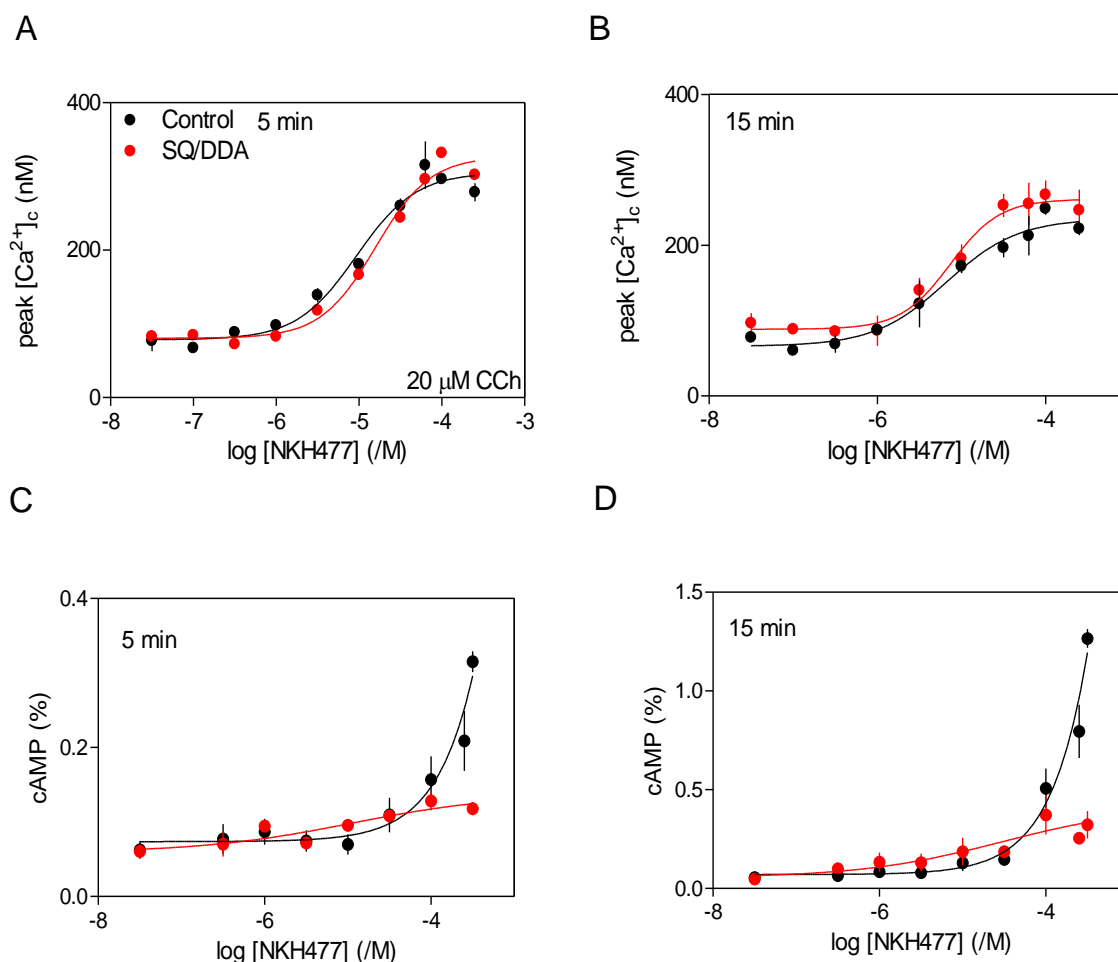 A
B
400
200
0
peak [Ca²⁺]c (nM)
Control
SQ/DDA
5 min
20 μM CCh
-8
-7
-6
-5
-4
-3
log [NKH477] (/M)
400
200
0
peak [Ca²⁺]c (nM)
15 min
-8
-6
-4
log [NKH477] (/M)
C
D
0.4
0.2
0.0
cAMP (%)
5 min
-8
-6
-4
log [NKH477] (/M)
1.5
1.0
0.5
0.0
cAMP (%)
15 min
-8
-6
-4
log [NKH477] (/M)